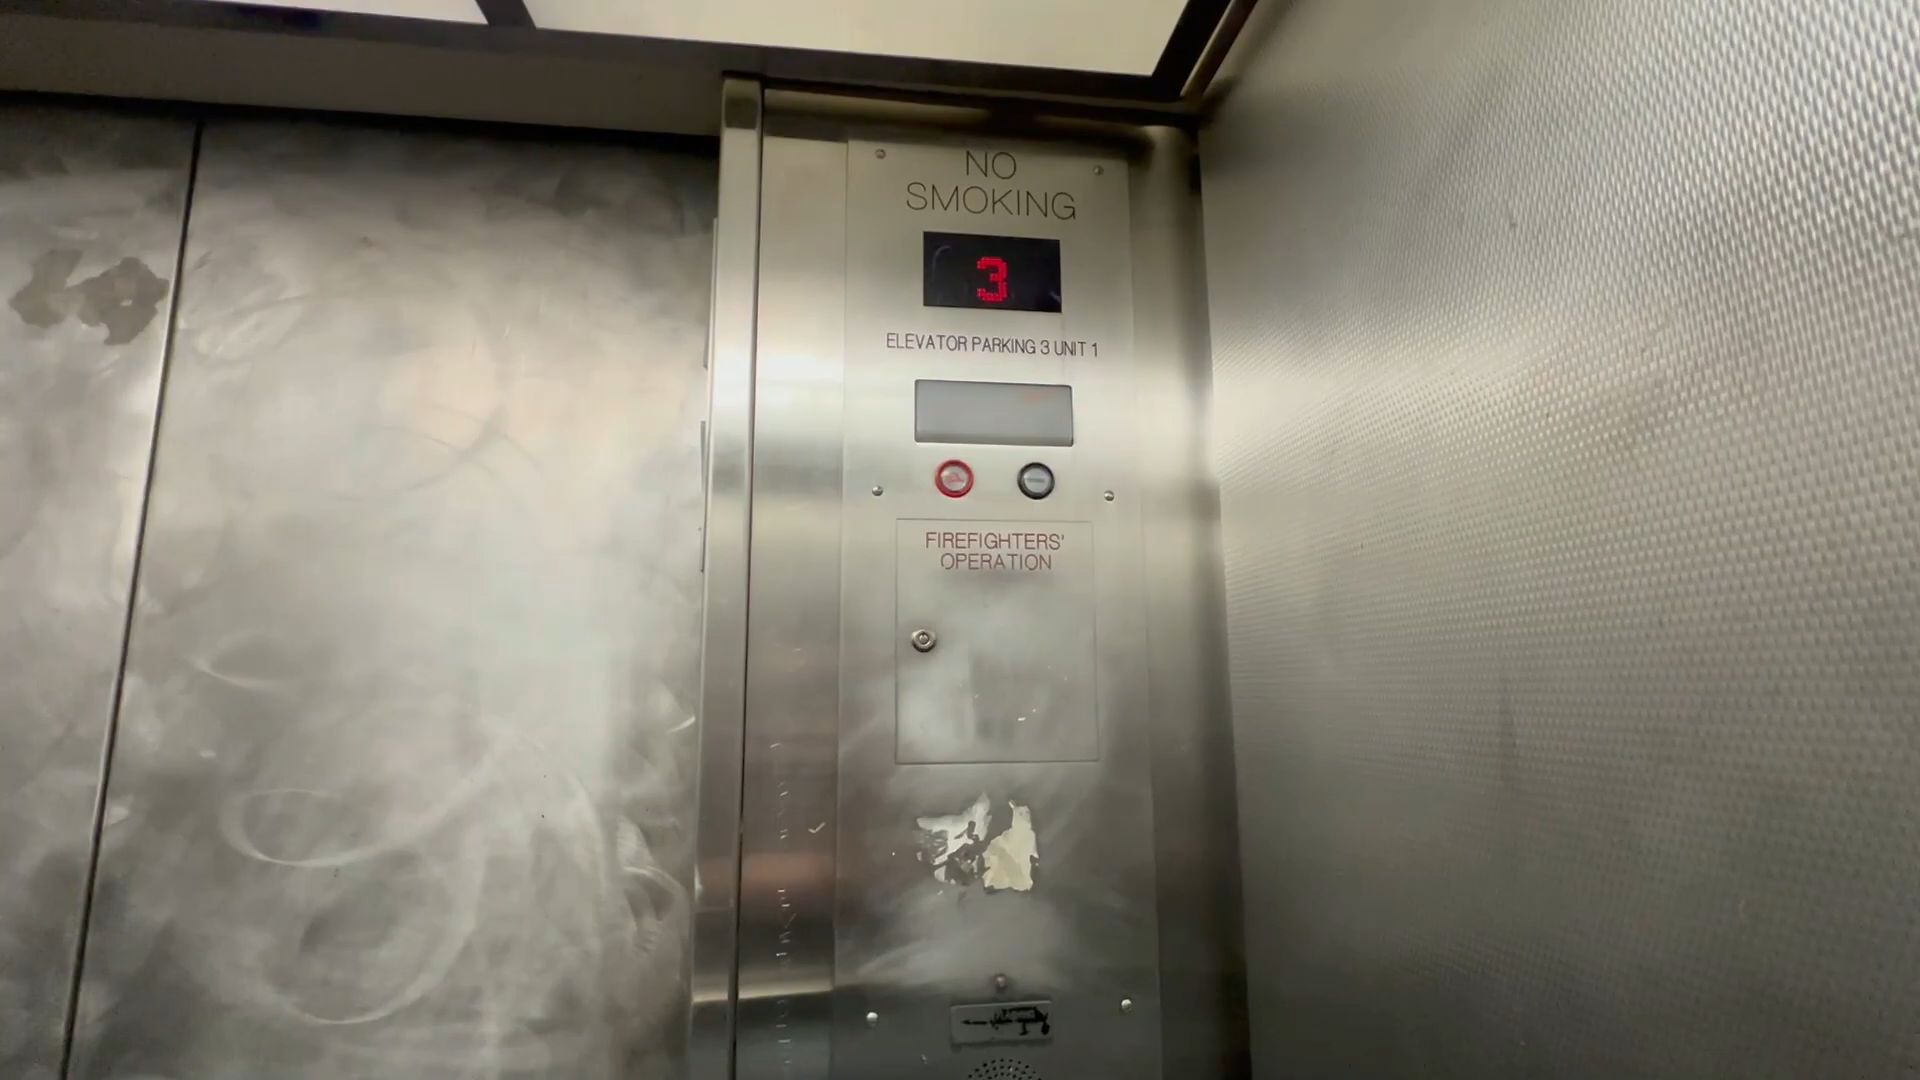 NO
SMOKING
3
ELEVATOR PARKING 3 UNIT 1
FIREFIGHTERS'
OPERATION